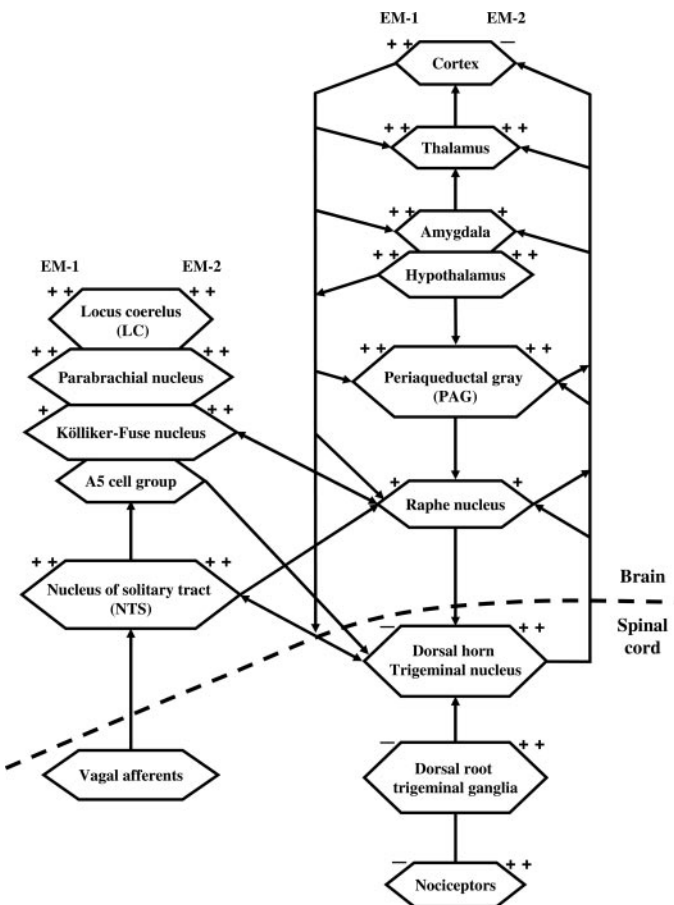 EM-1 EM-2
+ + —
Cortex
+ + + +
Thalamus
+ + +
Amygdala
+ + + +
Hypothalamus
EM-1 EM-2
+ + + +
Locus coerelus
(LC)
+ + + +
Parabrachial nucleus
+ + +
Kölliker-Fuse nucleus
A5 cell group
+ + + +
Nucleus of solitary tract
(NTS)
Vagal afferents
+ + + +
Periaqueductal gray
(PAG)
+ +
Raphe nucleus
Brain
Spinal
cord
— + +
Dorsal horn
Trigeminal nucleus
— + +
Dorsal root
trigeminal ganglia
— + +
Nociceptors